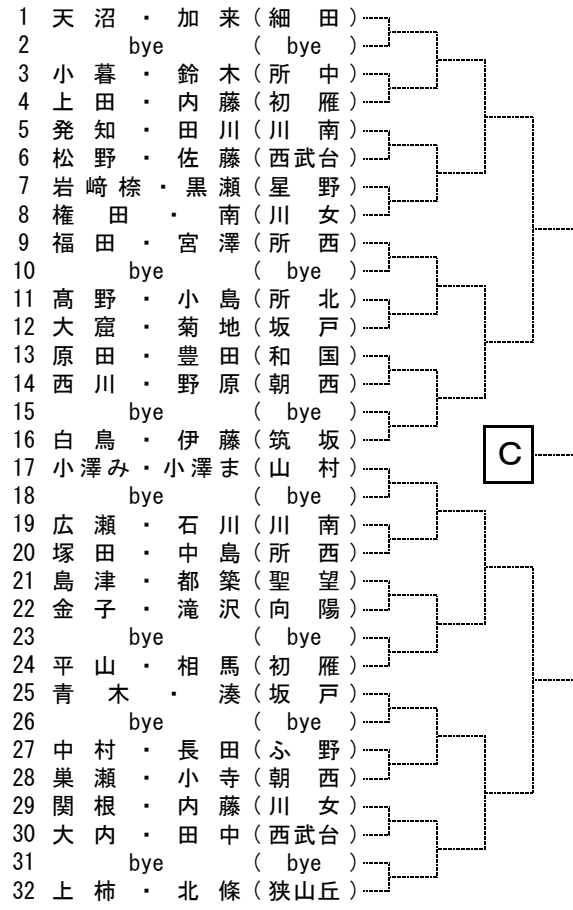 1 天沼・加来(細田)
2 bye (bye)
3 小暮・鈴木(所中)
4 上田・内藤(初雁)
5 発知・田川(川南)
6 松野・佐藤(西武台)
7 岩﨑桼・黒瀬(星野)
8 権田・南(川女)
9 福田・宮澤(所西)
10 bye (bye)
11 髙野・小島(所北)
12 大窟・菊地(坂戸)
13 原田・豊田(和国)
14 西川・野原(朝西)
15 bye (bye)
16 白鳥・伊藤(筑坂)
17 小澤み・小澤ま(山村)
18 bye (bye)
19 広瀬・石川(川南)
20 塚田・中島(所西)
21 島津・都築(聖望)
22 金子・滝沢(向陽)
23 bye (bye)
24 平山・相馬(初雁)
25 青木・湊(坂戸)
26 bye (bye)
27 中村・長田(ふ野)
28 巣瀬・小寺(朝西)
29 関根・内藤(川女)
30 大内・田中(西武台)
31 bye (bye)
32 上柿・北條(狭山丘)
C